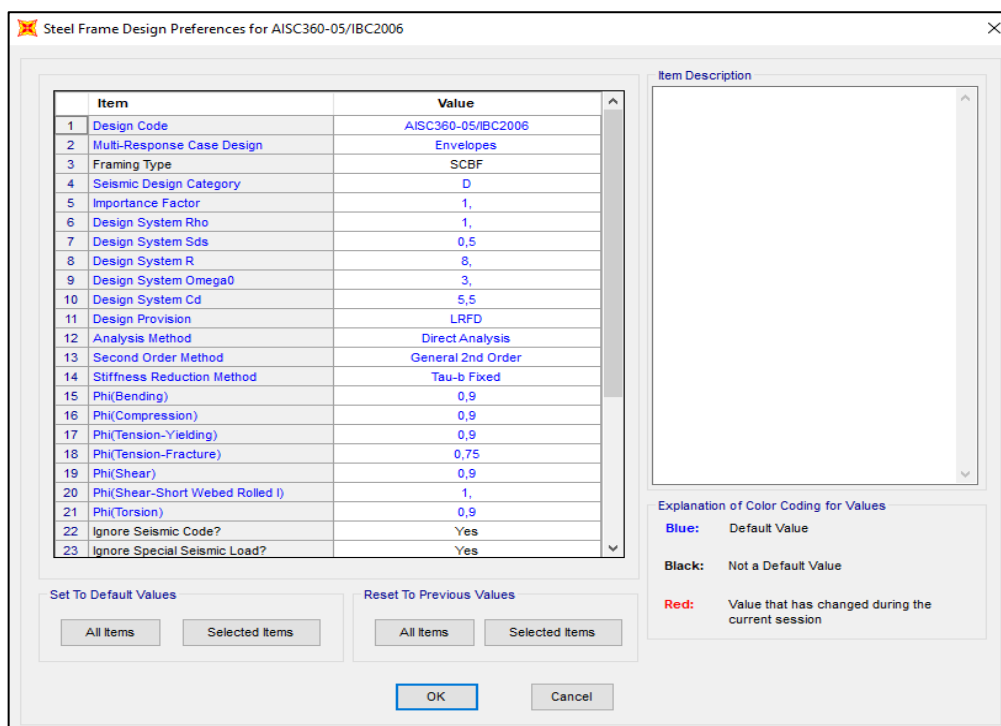 Steel Frame Design Preferences for AISC360-05/IBC2006
Item Value
1 Design Code AISC360-05/IBC2006
2 Multi-Response Case Design Envelopes
3 Framing Type SCBF
4 Seismic Design Category D
5 Importance Factor 1,
6 Design System Rho 1,
7 Design System Sds 0,5
8 Design System R 8,
9 Design System Omega0 3,
10 Design System Cd 5,5
11 Design Provision LRFD
12 Analysis Method Direct Analysis
13 Second Order Method General 2nd Order
14 Stiffness Reduction Method Tau-b Fixed
15 Phi(Bending) 0,9
16 Phi(Compression) 0,9
17 Phi(Tension-Yielding) 0,9
18 Phi(Tension-Fracture) 0,75
19 Phi(Shear) 0,9
20 Phi(Shear-Short Webed Rolled I) 1,
21 Phi(Torsion) 0,9
22 Ignore Seismic Code? Yes
23 Ignore Special Seismic Load? Yes
Item Description
Explanation of Color Coding for Values
Blue: Default Value
Black: Not a Default Value
Red: Value that has changed during the
current session
Set To Default Values
All Items Selected Items
Reset To Previous Values
All Items Selected Items
OK Cancel